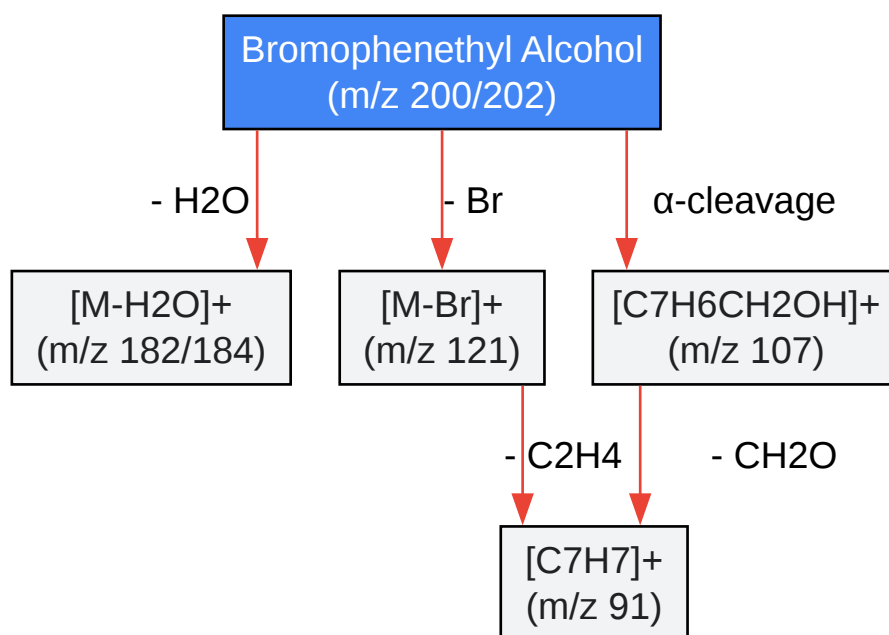 Bromophenethyl Alcohol
(m/z 200/202)
- H2O
- Br
α-cleavage
[M-H2O]+
(m/z 182/184)
[M-Br]+
(m/z 121)
[C7H6CH2OH]+
(m/z 107)
- C2H4
- CH2O
[C7H7]+
(m/z 91)